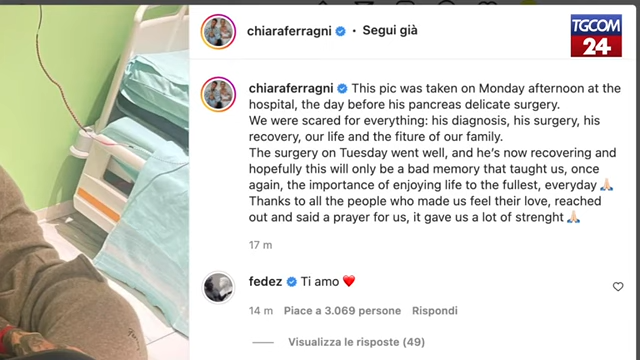 chiaraferragni • Segui già
TGCOM
24
chiaraferragni This pic was taken on Monday afternoon at the
hospital, the day before his pancreas delicate surgery.
We were scared for everything: his diagnosis, his surgery, his
recovery, our life and the fiture of our family.
The surgery on Tuesday went well, and he's now recovering and
hopefully this will only be a bad memory that taught us, once
again, the importance of enjoying life to the fullest, everyday 🙏🏻
Thanks to all the people who made us feel their love, reached
out and said a prayer for us, it gave us a lot of strenght 🙏🏻
17 m
fedez Ti amo ❤️
14 m Piace a 3.069 persone Rispondi
Visualizza le risposte (49)